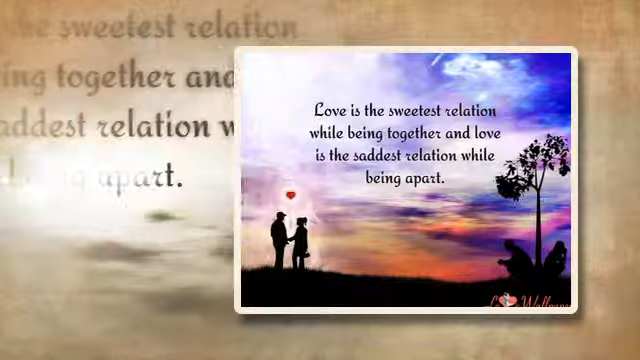 he sweetest relation
ing together and
addest relation w
apart.
Love is the sweetest relation
while being together and love
is the saddest relation while
being apart.